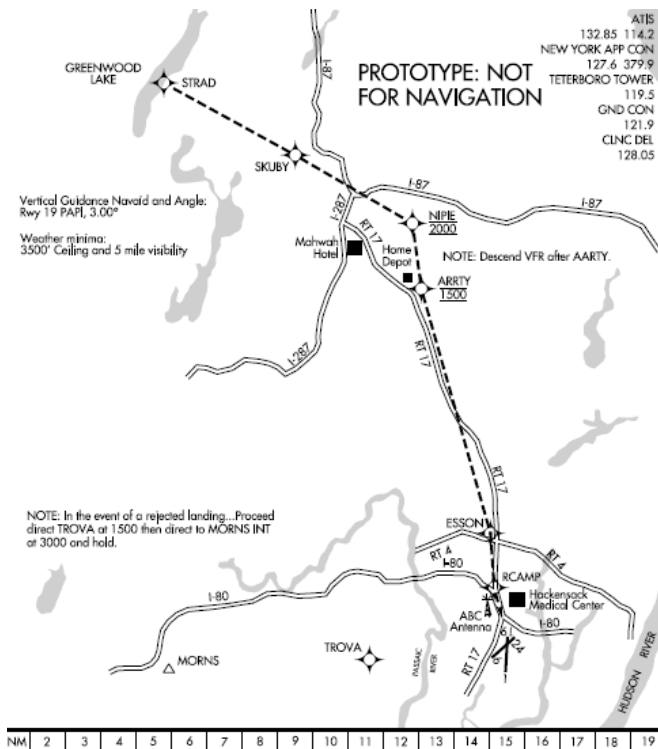 ATIS
132.85 114.2
NEW YORK APP CON
127.6 379.9
TETERBORO TOWER
119.5
GND CON
121.9
CLNC DEL
128.05
PROTOTYPE: NOT
FOR NAVIGATION
GREENWOOD
LAKE
STRAD
I-87
SKUBY
I-87
I-87
Vertical Guidance Navaid and Angle:
Rwy 19 PAPI, 3.00°
Weather minima:
3500' Ceiling and 5 mile visibility
I-287
RT 17
NIPIE
2000
Mahwah
Hotel
Home
Depot
NOTE: Descend VFR after AARTY.
ARRTY
1500
I-287
RT 17
RT 17
NOTE: In the event of a rejected landing...Proceed
direct TROVA at 1500 then direct to MORNS INT
at 3000 and hold.
ESSON
RT 4
RT 4
I-80
RCAMP
I-80
Hackensack
Medical Center
ABC
Antenna
I-80
MORNS
TROVA
PASSAIC
RIVER
RT 17
19
24
6
1
HUDSON RIVER
NM 2 3 4 5 6 7 8 9 10 11 12 13 14 15 16 17 18 19